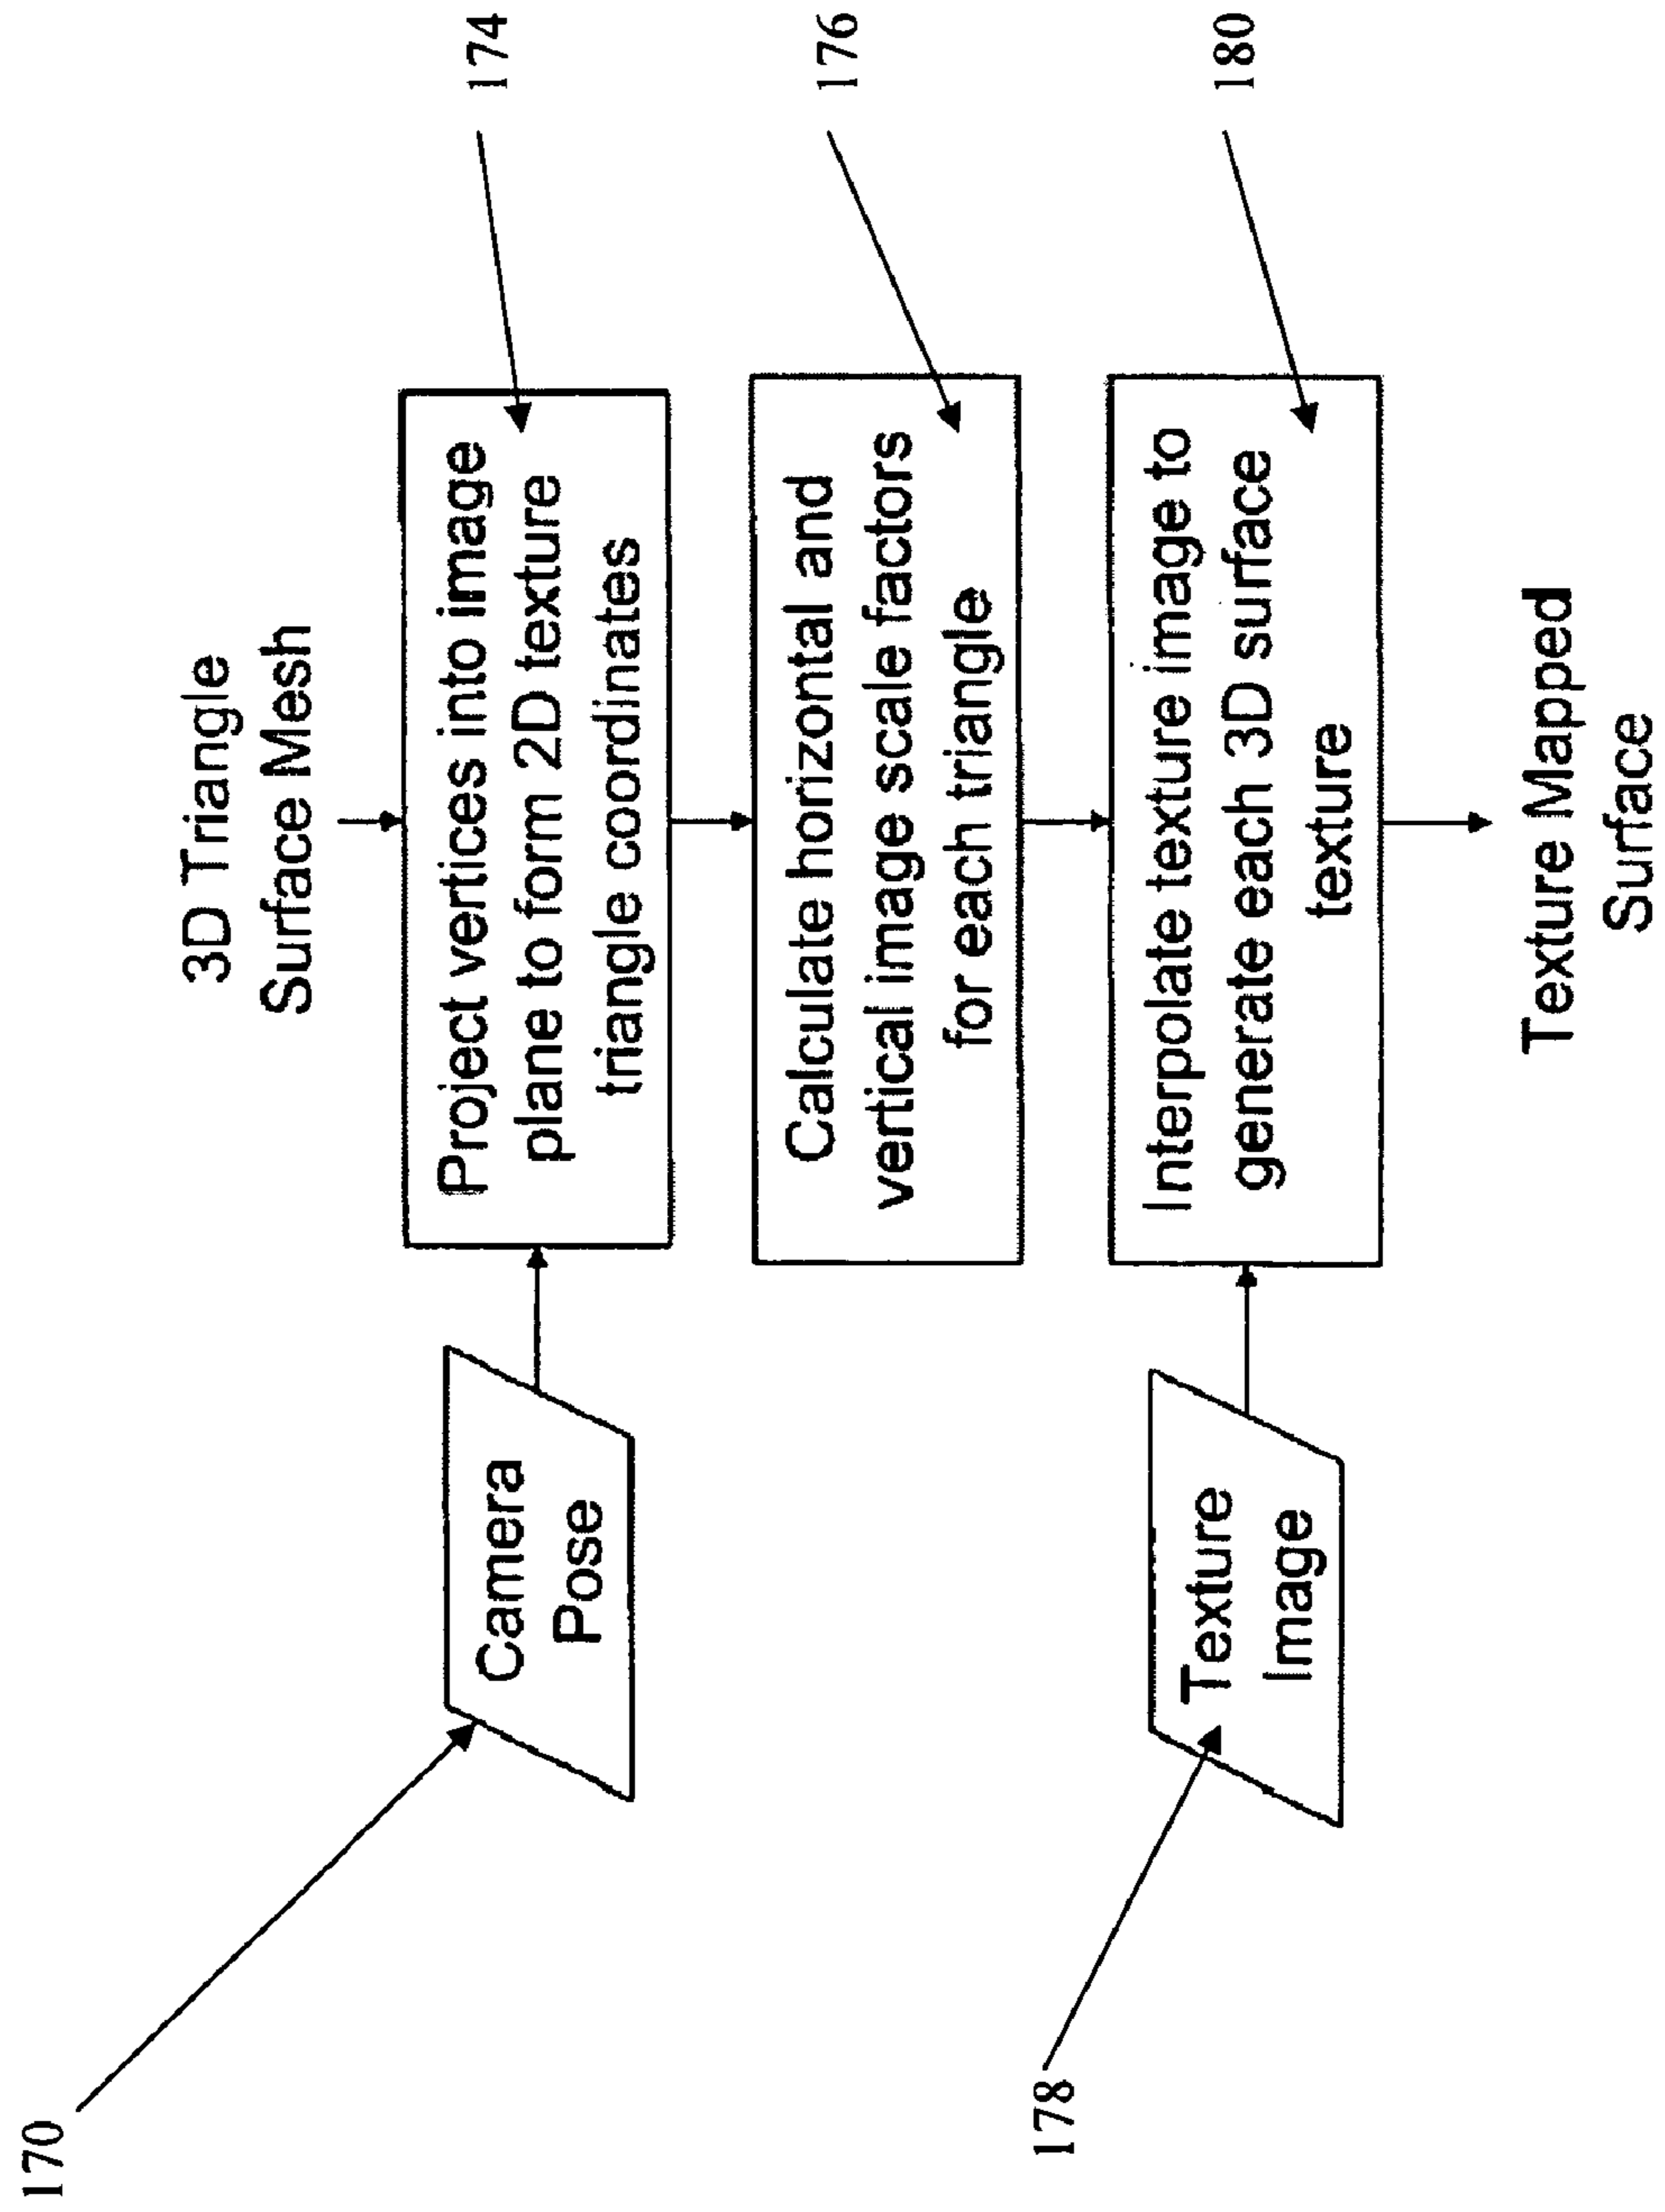 3D Triangle
Surface Mesh
170
Camera
Pose
Project vertices into image
plane to form 2D texture
triangle coordinates
174
Calculate horizontal and
vertical image scale factors
for each triangle
176
178
Texture
Image
Interpolate texture image to
generate each 3D surface
texture
180
Texture Mapped
Surface